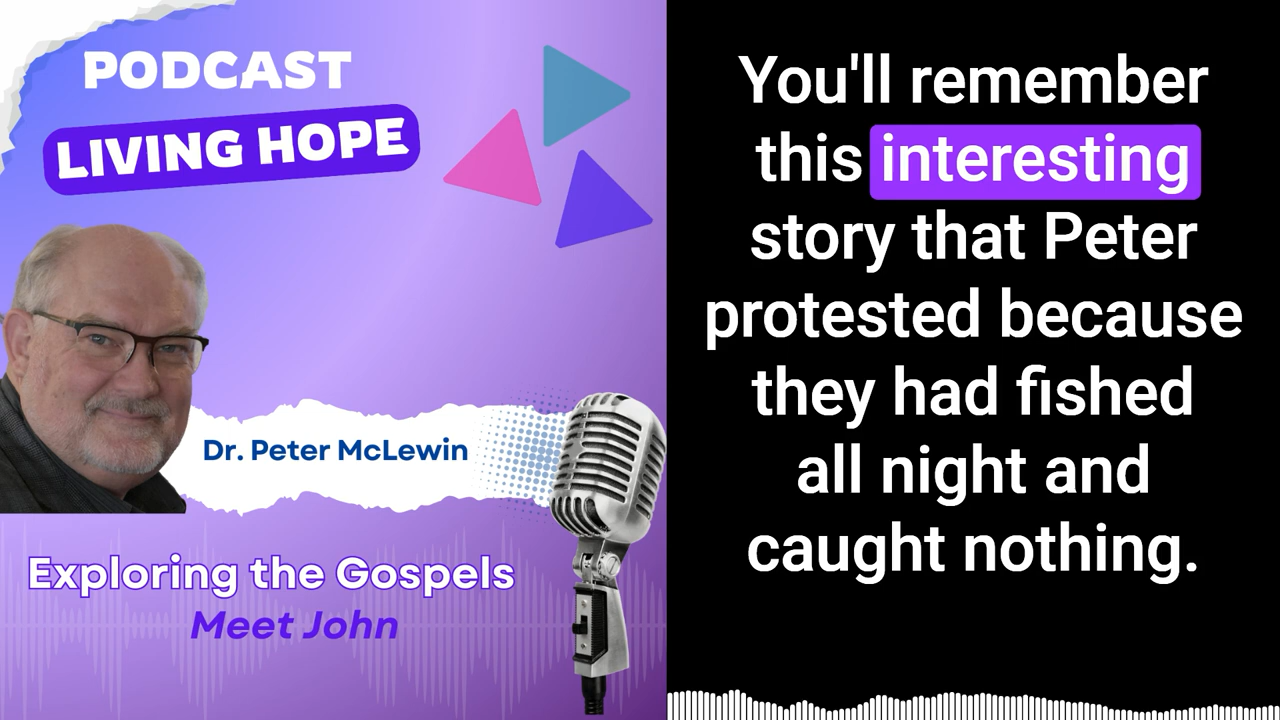 PODCAST
LIVING HOPE
Dr. Peter McLewin
Exploring the Gospels
Meet John
You'll remember
this interesting
story that Peter
protested because
they had fished
all night and
caught nothing.